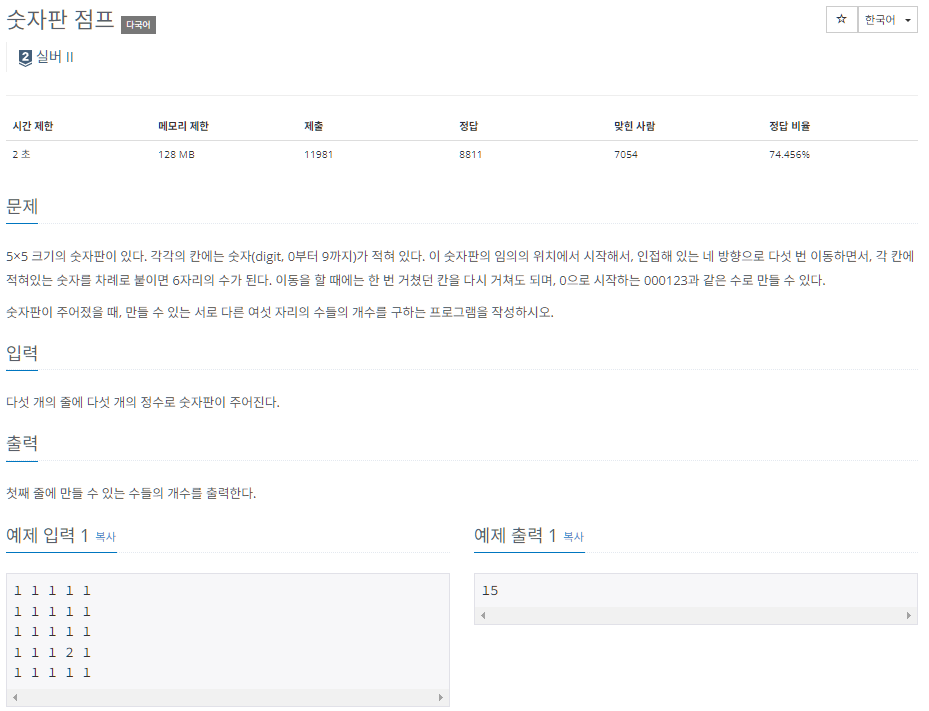 숫자판 점프 다국어
☆ 한국어
2 실버 II
시간 제한 메모리 제한 제출 정답 맞힌 사람 정답 비율
2 초 128 MB 11981 8811 7054 74.456%
문제
5×5 크기의 숫자판이 있다. 각각의 칸에는 숫자(digit, 0부터 9까지)가 적혀 있다. 이 숫자판의 임의의 위치에서 시작해서, 인접해 있는 네 방향으로 다섯 번 이동하면서, 각 칸에
적혀있는 숫자를 차례로 붙이면 6자리의 수가 된다. 이동을 할 때에는 한 번 거쳤던 칸을 다시 거쳐도 되며, 0으로 시작하는 000123과 같은 수로 만들 수 있다.
숫자판이 주어졌을 때, 만들 수 있는 서로 다른 여섯 자리의 수들의 개수를 구하는 프로그램을 작성하시오.
입력
다섯 개의 줄에 다섯 개의 정수로 숫자판이 주어진다.
출력
첫째 줄에 만들 수 있는 수들의 개수를 출력한다.
예제 입력 1 복사
1 1 1 1 1
1 1 1 1 1
1 1 1 1 1
1 1 1 2 1
1 1 1 1 1
예제 출력 1 복사
15